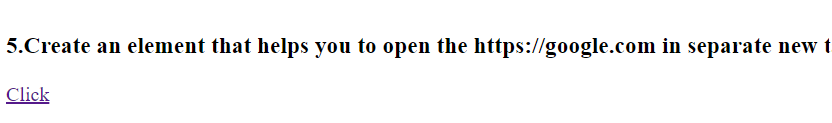 5.Create an element that helps you to open the https://google.com in separate new
Click